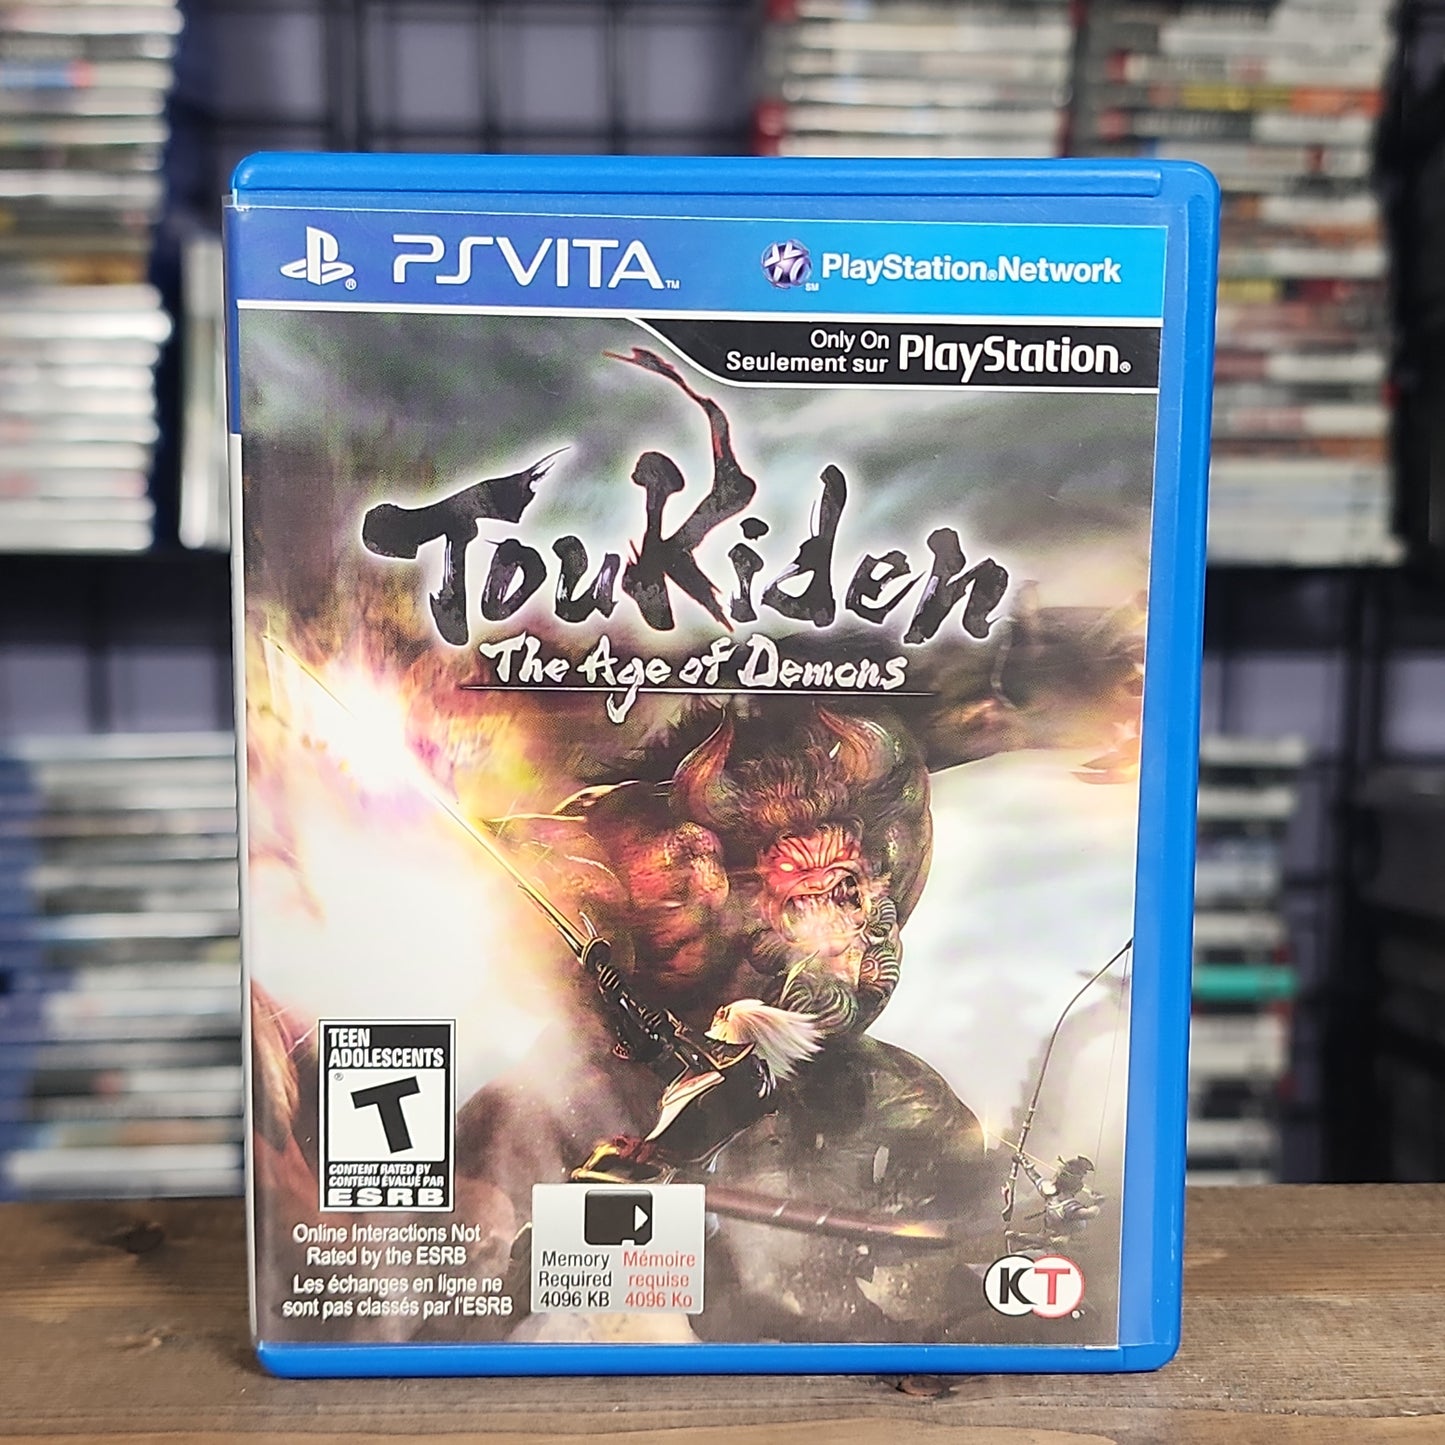 PSVITA™
PlayStation®Network
SM
Only On
Seulement sur
PlayStation®
Toukiden
The Age of Demons
TEEN
ADOLESCENTS
®
T
CONTENT RATED BY
CONTENU ÉVALUÉ PAR
ESRB
Online Interactions Not
Rated by the ESRB
Les échanges en ligne ne
sont pas classés par l'ESRB
Memory
Required
4096 KB
Mémoire
requise
4096 Ko
KT®